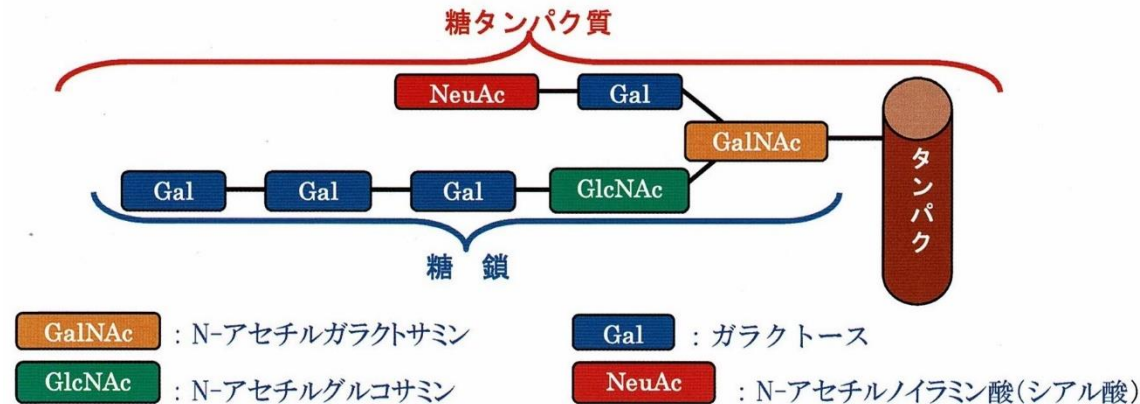 糖タンパク質
NeuAc Gal
GalNAc
タンパク
Gal Gal Gal GlcNAc
糖 鎖
GalNAc : N-アセチルガラクトサミン Gal : ガラクトース
GlcNAc : N-アセチルグルコサミン NeuAc : N-アセチルノイラミン酸(シアル酸)